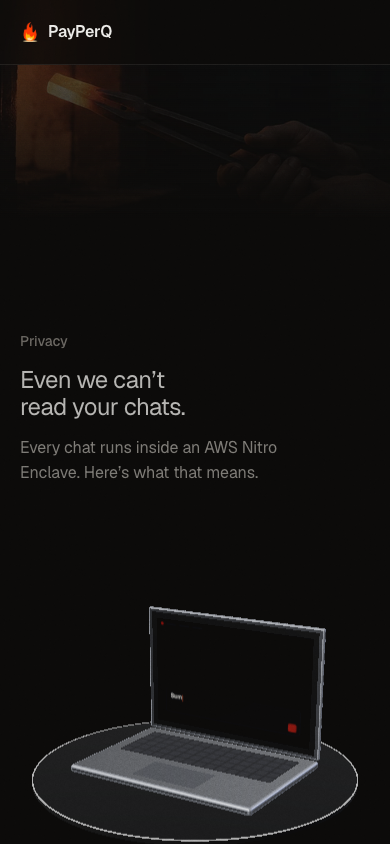 PayPerQ
Privacy
Even we can’t
read your chats.
Every chat runs inside an AWS Nitro
Enclave. Here’s what that means.